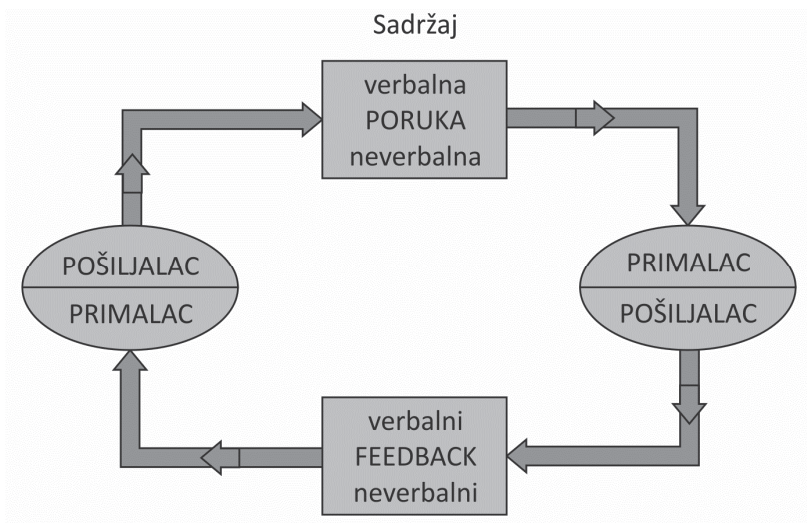 Sadržaj
verbalna
PORUKA
neverbalna
POŠILJALAC
PRIMALAC
PRIMALAC
POŠILJALAC
verbalni
FEEDBACK
neverbalni